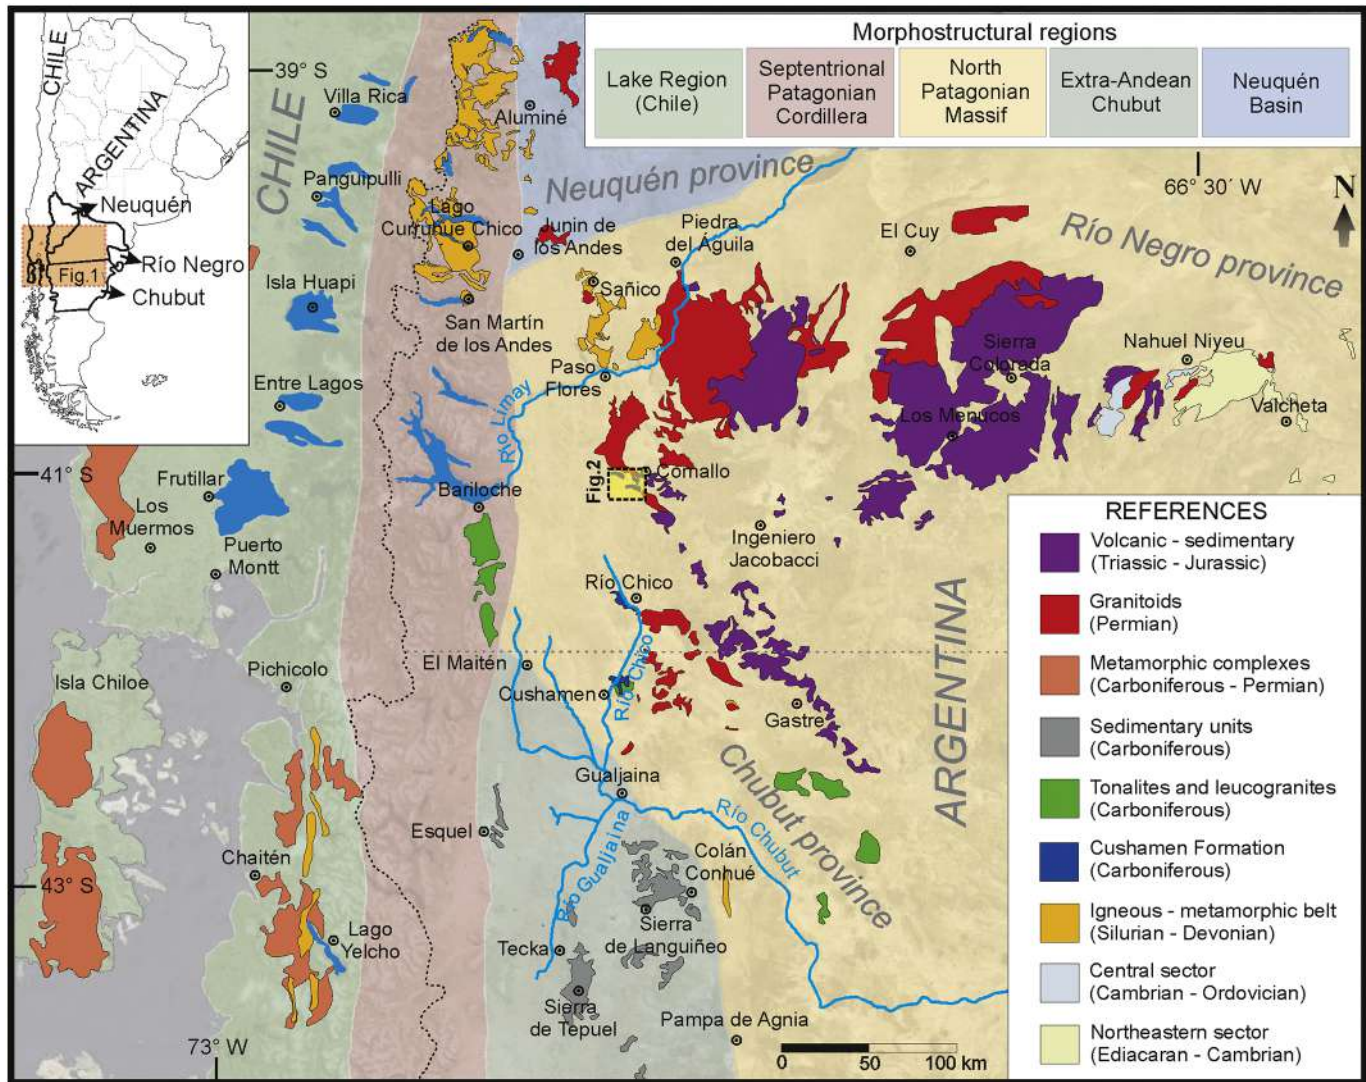 CHILE
ARGENTINA
Neuquén
Río Negro
Chubut
Fig.1
Morphostructural regions
Lake Region
(Chile)
Septentrional
Patagonian
Cordillera
North
Patagonian
Massif
Extra-Andean
Chubut
Neuquén
Basin
39° S
66° 30´ W
N
CHILE
Villa Rica
Aluminé
Neuquén province
Panguipulli
Lago
Curruhue Chico
Junin de
los Andes
Piedra
del Águila
El Cuy
Río Negro province
Isla Huapi
Sañico
San Martín
de los Andes
Sierra
Colorada
Nahuel Niyeu
Paso
Flores
Entre Lagos
Río Limay
Los Menucos
Valcheta
41° S
Frutillar
Bariloche
Fig.2
Comallo
Los
Muermos
Puerto
Montt
Ingeniero
Jacobacci
Río Chico
Río Chico
ARGENTINA
El Maitén
Pichicolo
Isla Chiloe
Cushamen
Gastre
Gualjaina
Chubut province
Río Chubut
Esquel
Río Gualjaina
Colán
Conhué
Chaitén
43° S
Sierra
de Languiñeo
Lago
Yelcho
Tecka
Sierra
de Tepuel
Pampa de Agnia
73° W
0 50 100 km
REFERENCES
Volcanic - sedimentary
(Triassic - Jurassic)
Granitoids
(Permian)
Metamorphic complexes
(Carboniferous - Permian)
Sedimentary units
(Carboniferous)
Tonalites and leucogranites
(Carboniferous)
Cushamen Formation
(Carboniferous)
Igneous - metamorphic belt
(Silurian - Devonian)
Central sector
(Cambrian - Ordovician)
Northeastern sector
(Ediacaran - Cambrian)